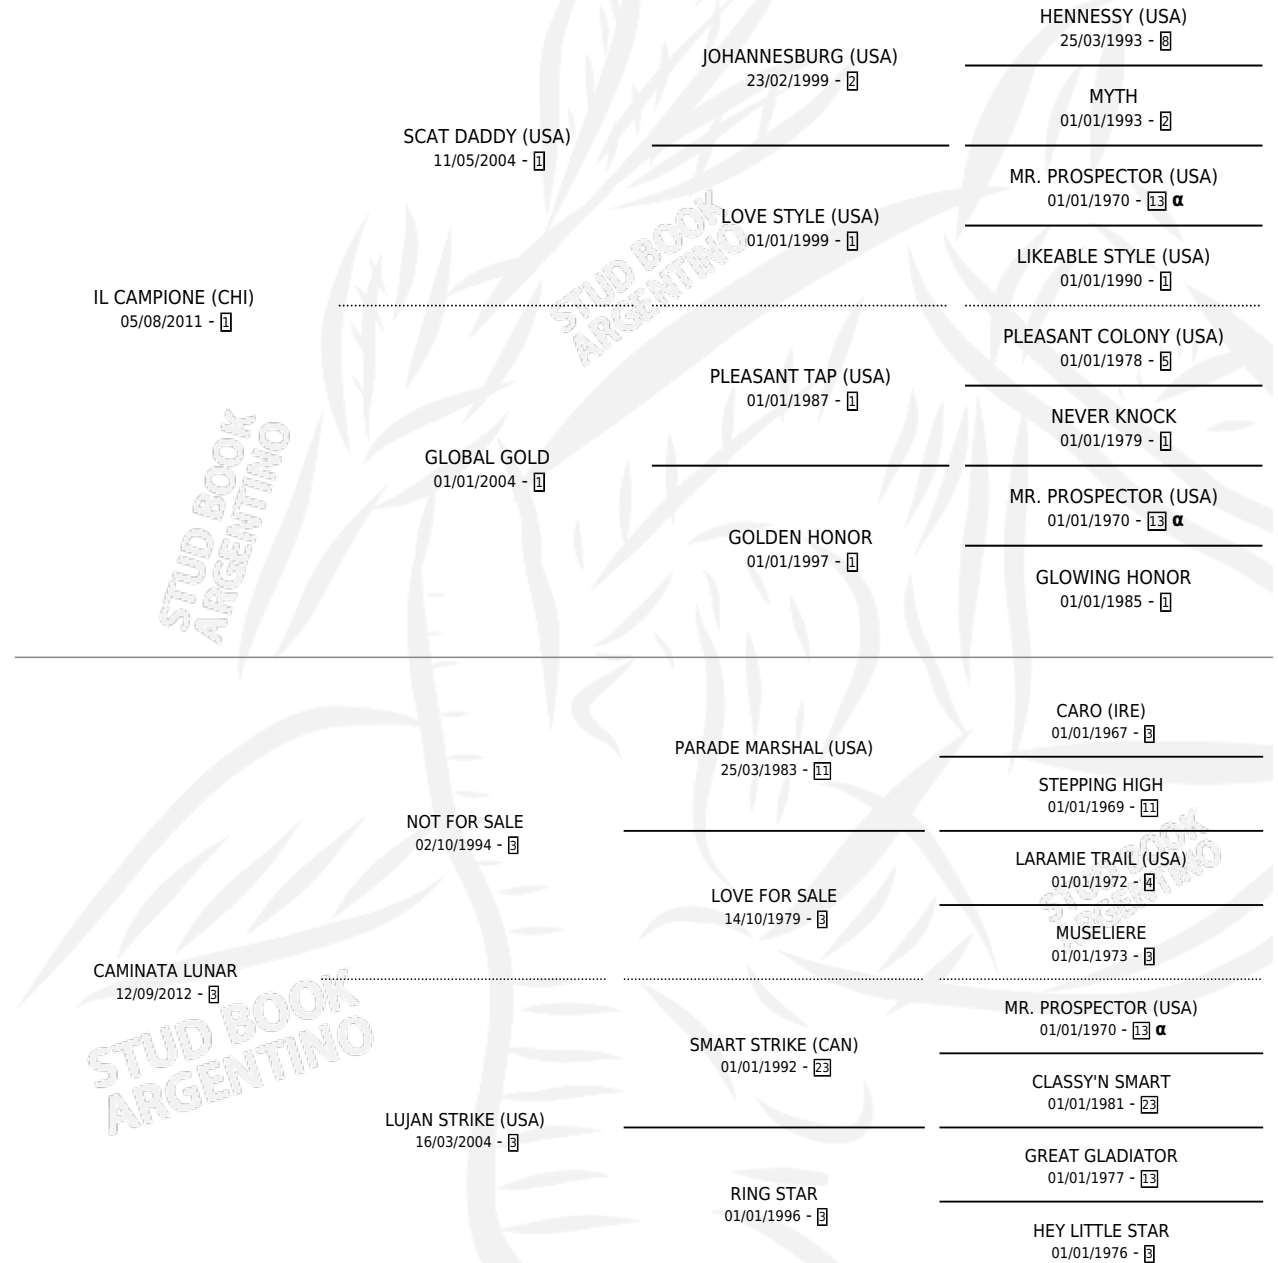 HENNESSY (USA)
25/03/1993 - 8
JOHANNESBURG (USA)
23/02/1999 - 2
MYTH
01/01/1993 - 2
SCAT DADDY (USA)
11/05/2004 - 1
MR. PROSPECTOR (USA)
01/01/1970 - 13 α
LOVE STYLE (USA)
01/01/1999 - 1
LIKEABLE STYLE (USA)
01/01/1990 - 1
IL CAMPIONE (CHI)
05/08/2011 - 1
PLEASANT COLONY (USA)
01/01/1978 - 5
PLEASANT TAP (USA)
01/01/1987 - 1
NEVER KNOCK
01/01/1979 - 1
GLOBAL GOLD
01/01/2004 - 1
MR. PROSPECTOR (USA)
01/01/1970 - 13 α
GOLDEN HONOR
01/01/1997 - 1
GLOWING HONOR
01/01/1985 - 1
CARO (IRE)
01/01/1967 - 3
PARADE MARSHAL (USA)
25/03/1983 - 11
STEPPING HIGH
01/01/1969 - 11
NOT FOR SALE
02/10/1994 - 3
LARAMIE TRAIL (USA)
01/01/1972 - 4
LOVE FOR SALE
14/10/1979 - 3
MUSELIERE
01/01/1973 - 3
CAMINATA LUNAR
12/09/2012 - 3
MR. PROSPECTOR (USA)
01/01/1970 - 13 α
SMART STRIKE (CAN)
01/01/1992 - 23
CLASSY'N SMART
01/01/1981 - 23
LUJAN STRIKE (USA)
16/03/2004 - 3
GREAT GLADIATOR
01/01/1977 - 13
RING STAR
01/01/1996 - 3
HEY LITTLE STAR
01/01/1976 - 3
STUD BOOK
ARGENTINO
STUD BOOK
ARGENTINO
STUD BOOK
ARGENTINO
STUD BOOK
ARGENTINO